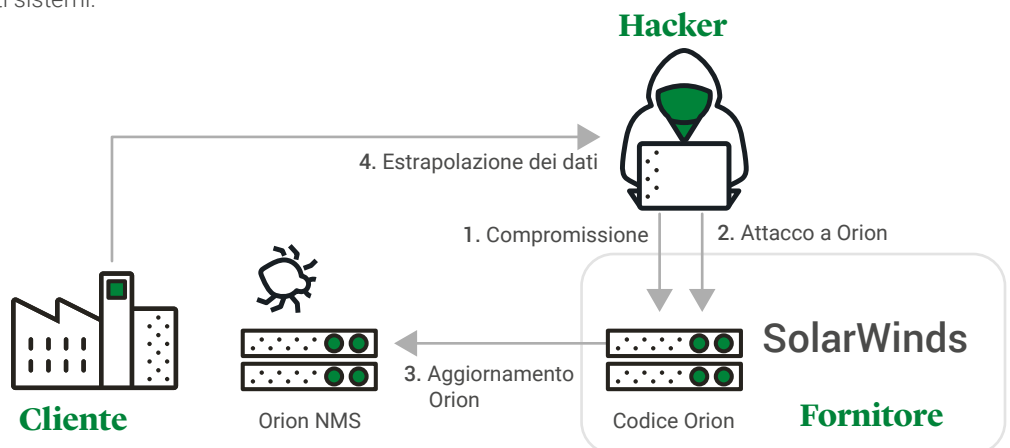 sistemi.
Hacker
4. Estrapolazione dei dati
1. Compromissione
2. Attacco a Orion
SolarWinds
3. Aggiornamento
Orion
Cliente
Orion NMS
Codice Orion
Fornitore